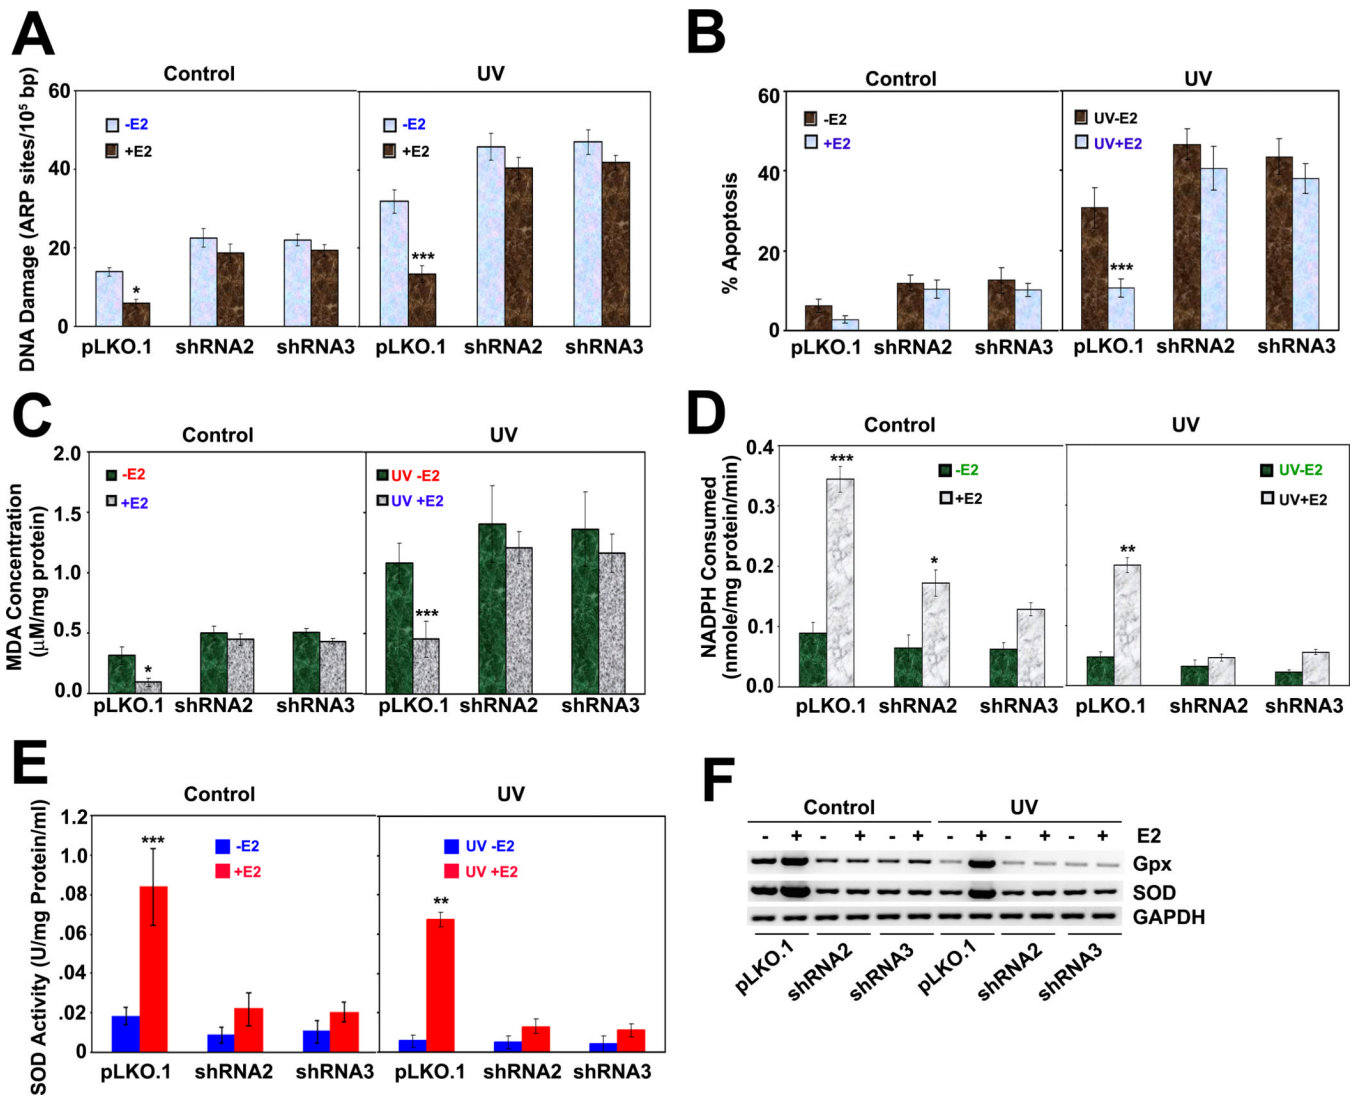 A
Control
UV
DNA Damage (ARP sites/10⁵ bp)
60
40
20
0
-E2
+E2
-E2
+E2
*
***
pLKO.1
shRNA2
shRNA3
pLKO.1
shRNA2
shRNA3
B
Control
UV
% Apoptosis
60
40
20
0
-E2
+E2
UV-E2
UV+E2
***
pLKO.1
shRNA2
shRNA3
pLKO.1
shRNA2
shRNA3
C
Control
UV
MDA Concentration
(μM/mg protein)
2.0
1.5
1.0
0.5
0.0
-E2
+E2
UV -E2
UV +E2
*
***
pLKO.1
shRNA2
shRNA3
pLKO.1
shRNA2
shRNA3
D
Control
UV
NADPH Consumed
(nmole/mg protein/min)
0.4
0.3
0.2
0.1
0.0
***
*
**
-E2
+E2
UV-E2
UV+E2
pLKO.1
shRNA2
shRNA3
pLKO.1
shRNA2
shRNA3
E
Control
UV
SOD Activity (U/mg Protein/ml)
1.2
1.0
.08
.06
.04
.02
0
***
**
-E2
+E2
UV -E2
UV +E2
pLKO.1
shRNA2
shRNA3
pLKO.1
shRNA2
shRNA3
F
Control
UV
- + - + - + - + - + - + E2
Gpx
SOD
GAPDH
pLKO.1
shRNA2
shRNA3
pLKO.1
shRNA2
shRNA3